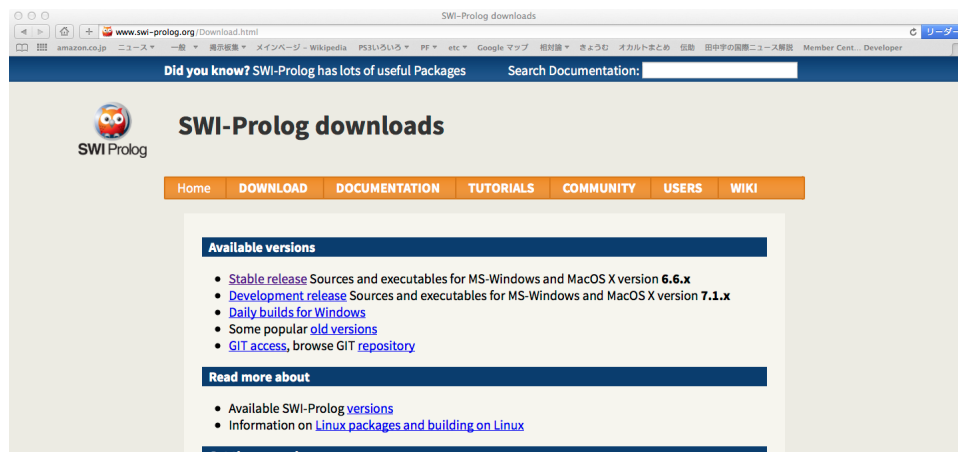 SWI-Prolog downloads
www.swi-prolog.org/Download.html
リーダー
amazon.co.jp ニュース▼ 一般 ▼ 掲示板集▼ メインページ - Wikipedia PS3いろいろ▼ PF▼ etc▼ Google マップ 相対論▼ きょうむ オカルトまとめ 伝助 田中宇の国際ニュース解説 Member Cent... Developer
Did you know? SWI-Prolog has lots of useful Packages Search Documentation:
SWI Prolog
SWI-Prolog downloads
Home DOWNLOAD DOCUMENTATION TUTORIALS COMMUNITY USERS WIKI
Available versions
• Stable release Sources and executables for MS-Windows and MacOS X version 6.6.x
• Development release Sources and executables for MS-Windows and MacOS X version 7.1.x
• Daily builds for Windows
• Some popular old versions
• GIT access, browse GIT repository
Read more about
• Available SWI-Prolog versions
• Information on Linux packages and building on Linux